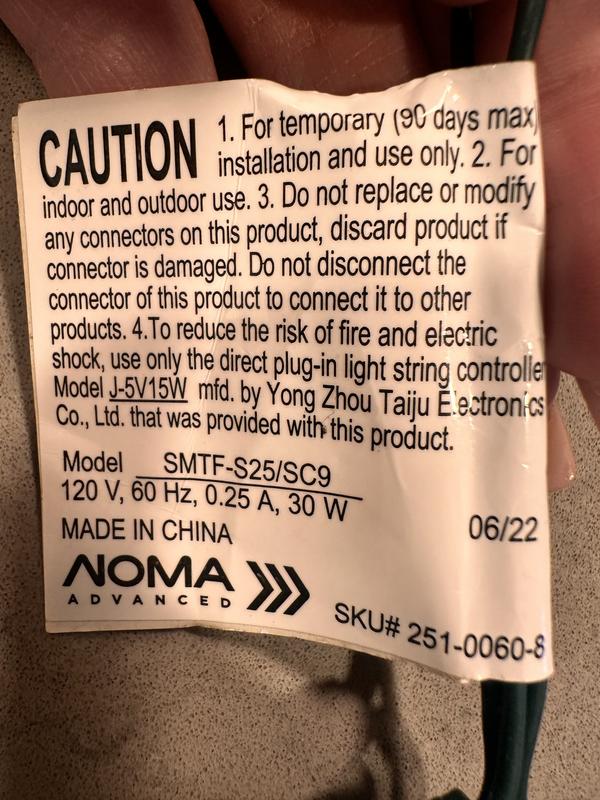 CAUTION 1. For temporary (90 days max)
installation and use only. 2. For
indoor and outdoor use. 3. Do not replace or modify
any connectors on this product, discard product if
connector is damaged. Do not disconnect the
connector of this product to connect it to other
products. 4.To reduce the risk of fire and electric
shock, use only the direct plug-in light string controller
Model J-5V15W mfd. by Yong Zhou Taiju Electronics
Co., Ltd. that was provided with this product.
Model SMTF-S25/SC9
120 V, 60 Hz, 0.25 A, 30 W
MADE IN CHINA
06/22
NOMA
ADVANCED
SKU# 251-0060-8